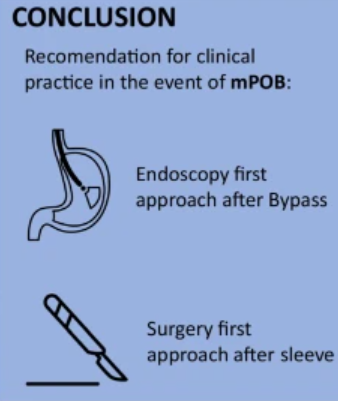 CONCLUSION
Recomendation for clinical
practice in the event of mPOB:
Endoscopy first
approach after Bypass
Surgery first
approach after sleeve